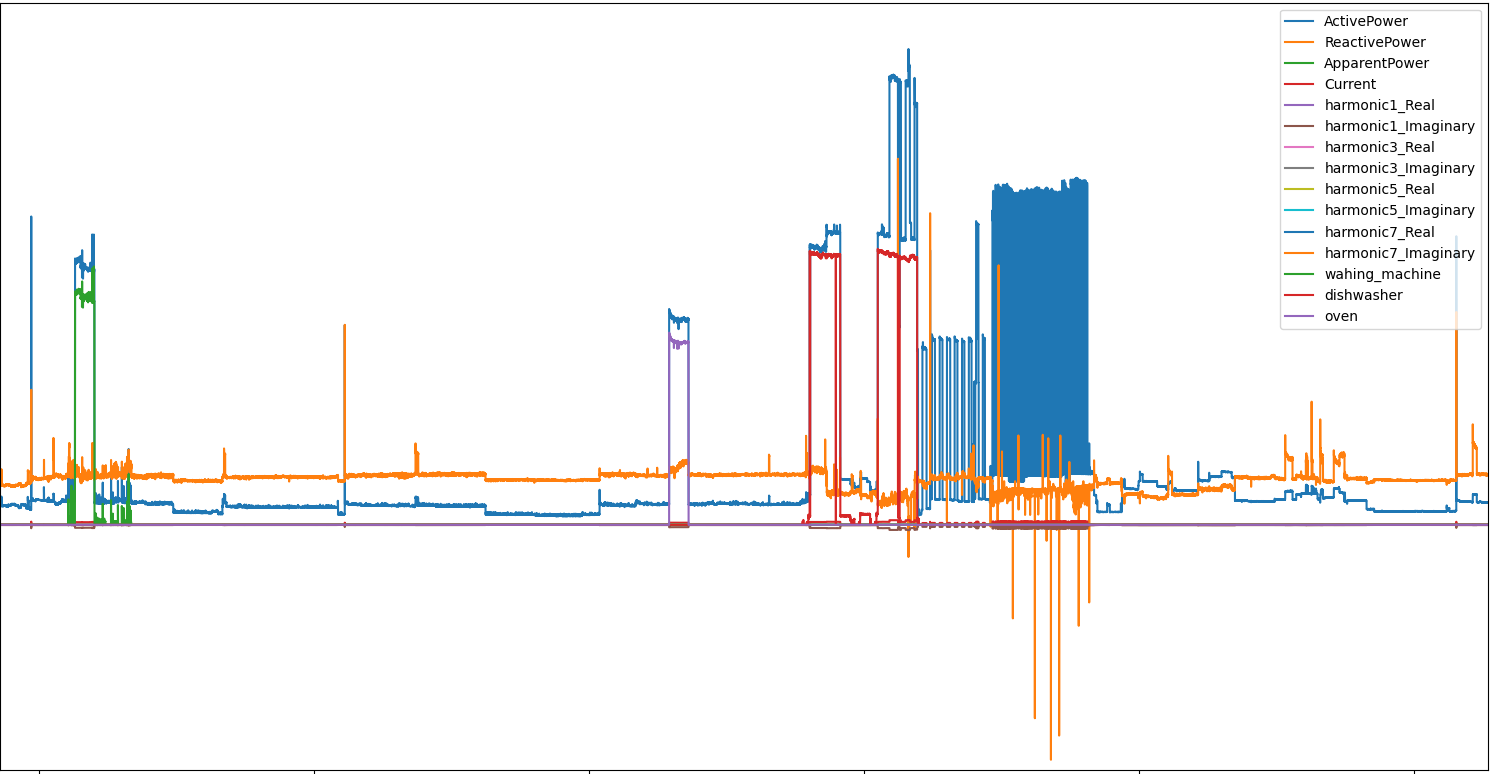 ActivePower
ReactivePower
ApparentPower
Current
harmonic1_Real
harmonic1_Imaginary
harmonic3_Real
harmonic3_Imaginary
harmonic5_Real
harmonic5_Imaginary
harmonic7_Real
harmonic7_Imaginary
wahing_machine
dishwasher
oven